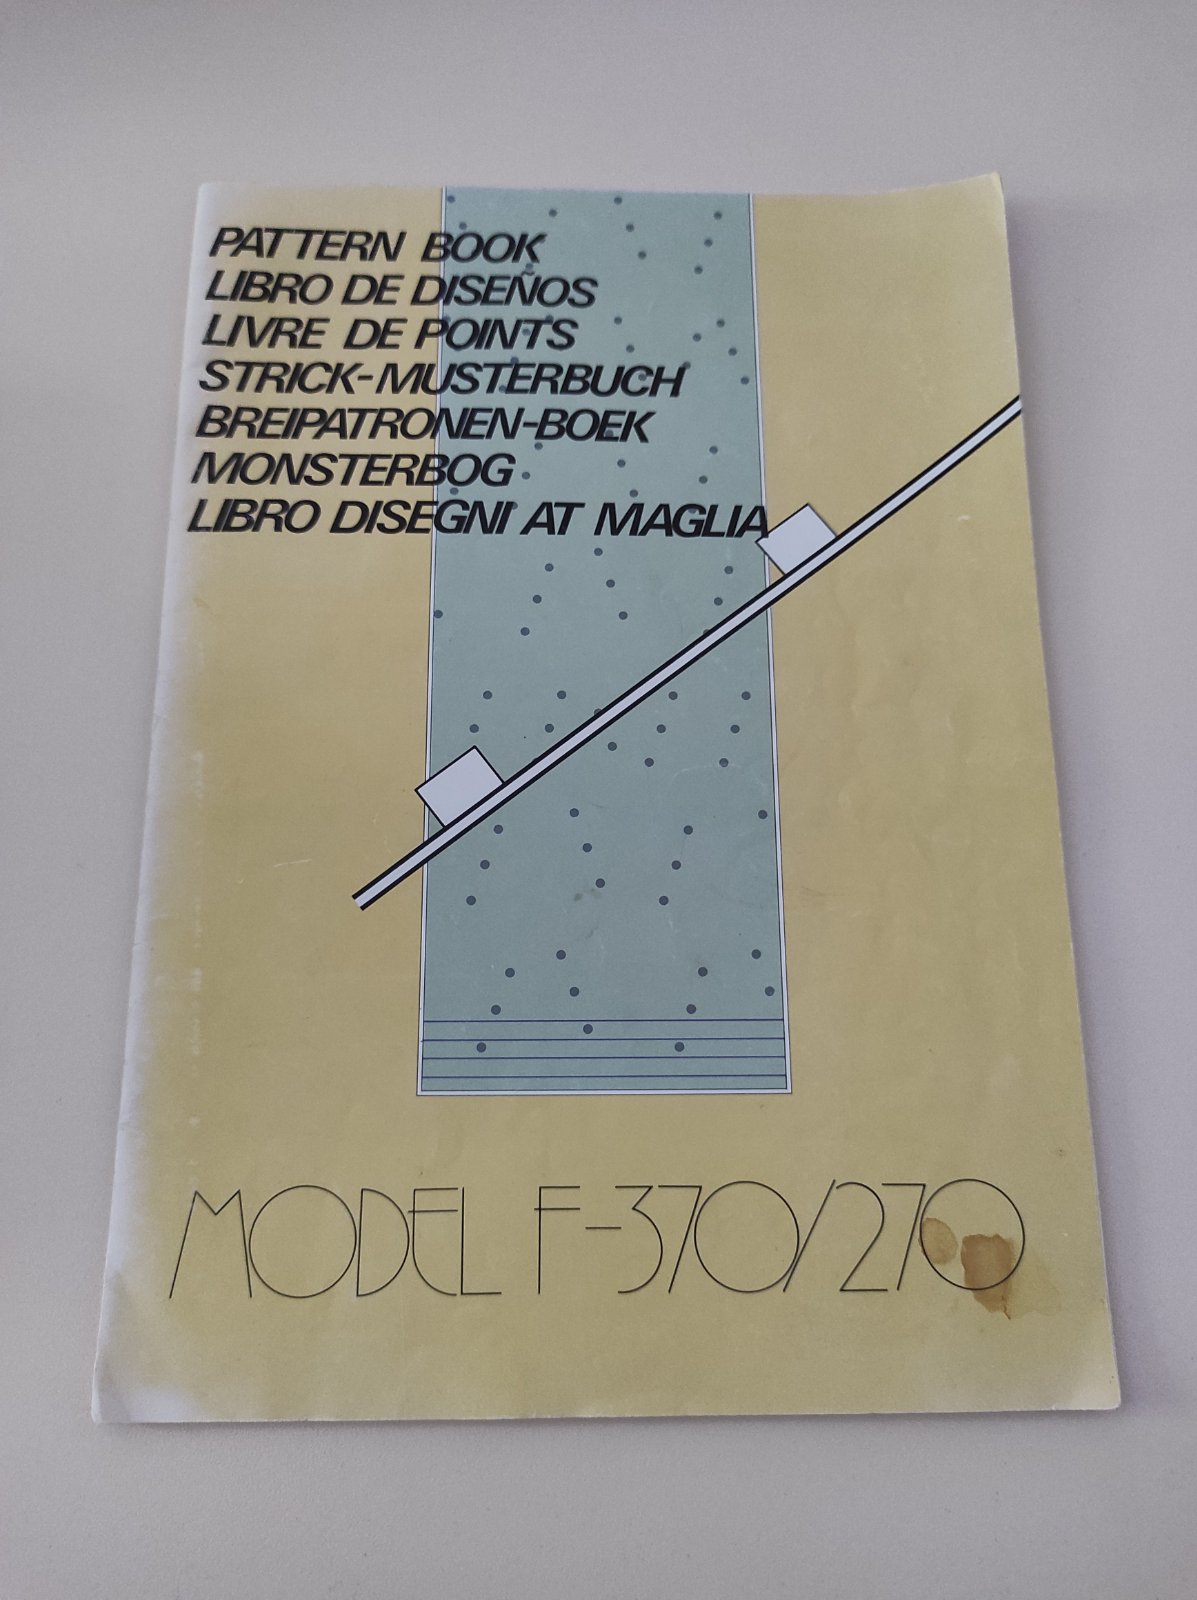 PATTERN BOOK
LIBRO DE DISEÑOS
LIVRE DE POINTS
STRICK-MUSTERBUCH
BREIPATRONEN-BOEK
MONSTERBOG
LIBRO DISEGNI AT MAGLIA
MODEL F-370/270